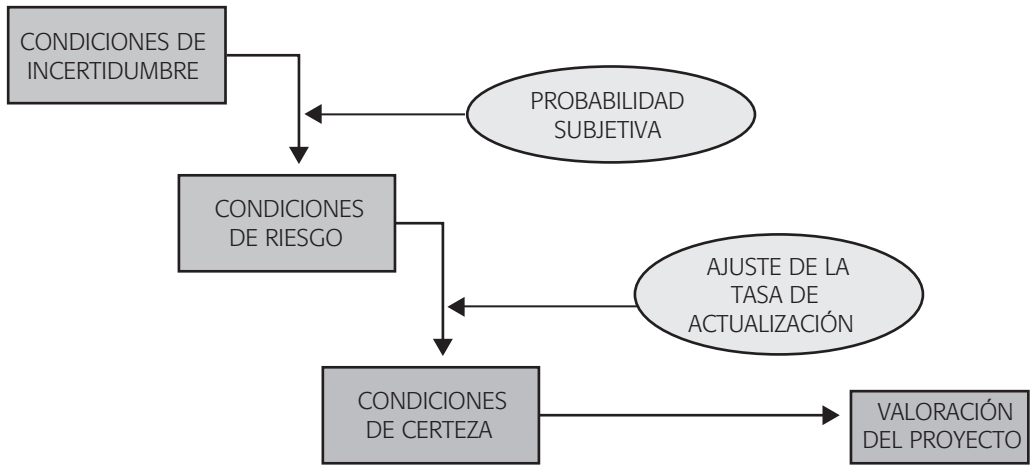 CONDICIONES DE
INCERTIDUMBRE
PROBABILIDAD
SUBJETIVA
CONDICIONES
DE RIESGO
AJUSTE DE LA
TASA DE
ACTUALIZACIÓN
CONDICIONES
DE CERTEZA
VALORACIÓN
DEL PROYECTO